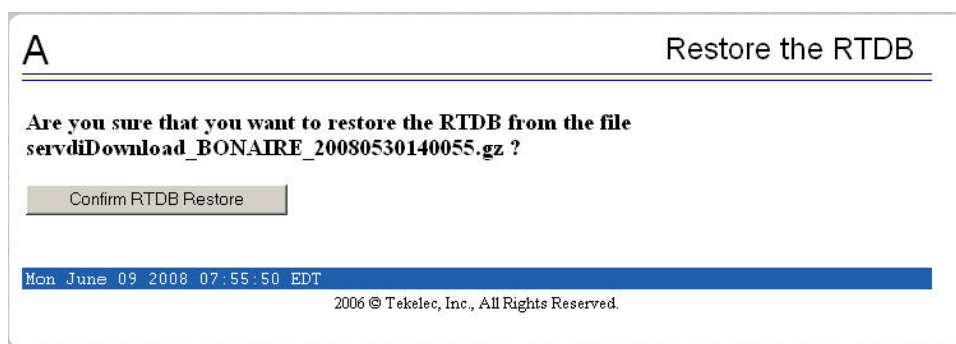 A
Restore the RTDB
Are you sure that you want to restore the RTDB from the file
servdiDownload_BONAIRE_20080530140055.gz ?
Confirm RTDB Restore
Mon June 09 2008 07:55:50 EDT
2006 © Tekelec, Inc., All Rights Reserved.